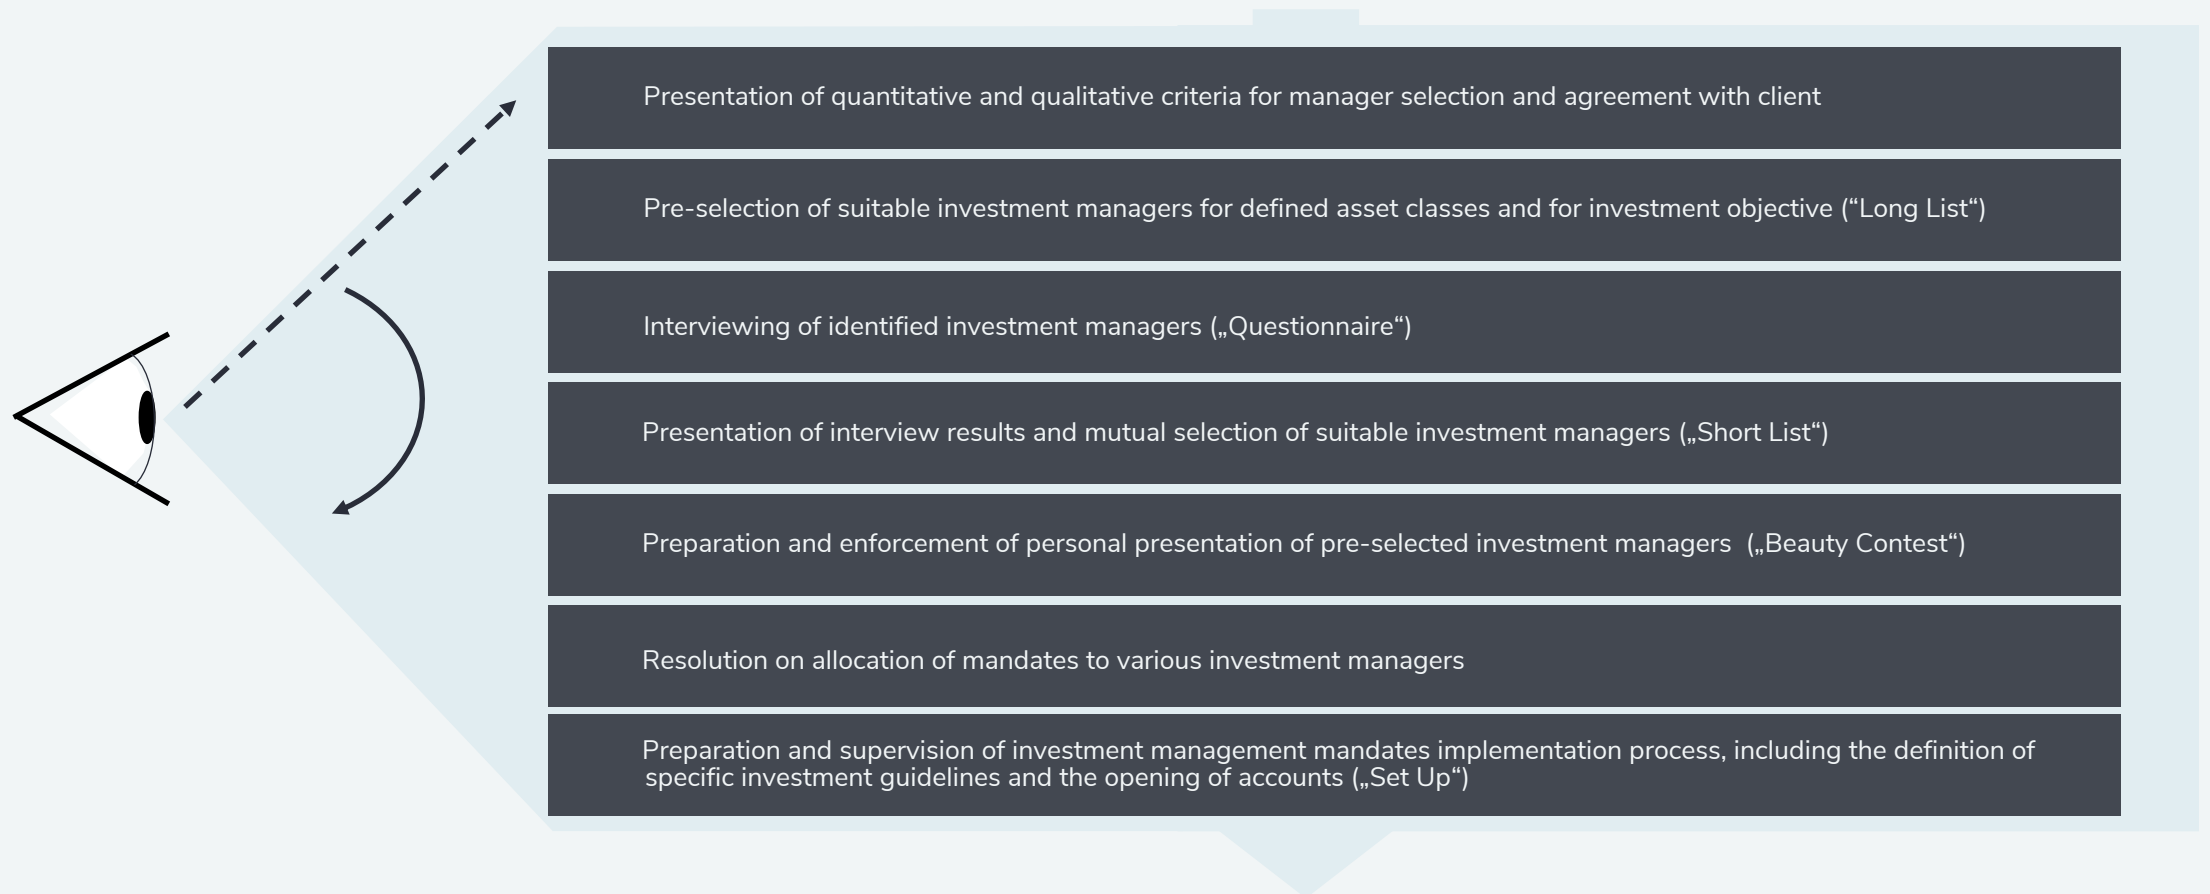 Presentation of quantitative and qualitative criteria for manager selection and agreement with client
Pre-selection of suitable investment managers for defined asset classes and for investment objective (“Long List“)
Interviewing of identified investment managers („Questionnaire“)
Presentation of interview results and mutual selection of suitable investment managers („Short List“)
Preparation and enforcement of personal presentation of pre-selected investment managers  („Beauty Contest“)
Resolution on allocation of mandates to various investment managers
Preparation and supervision of investment management mandates implementation process, including the definition of
specific investment guidelines and the opening of accounts („Set Up“)